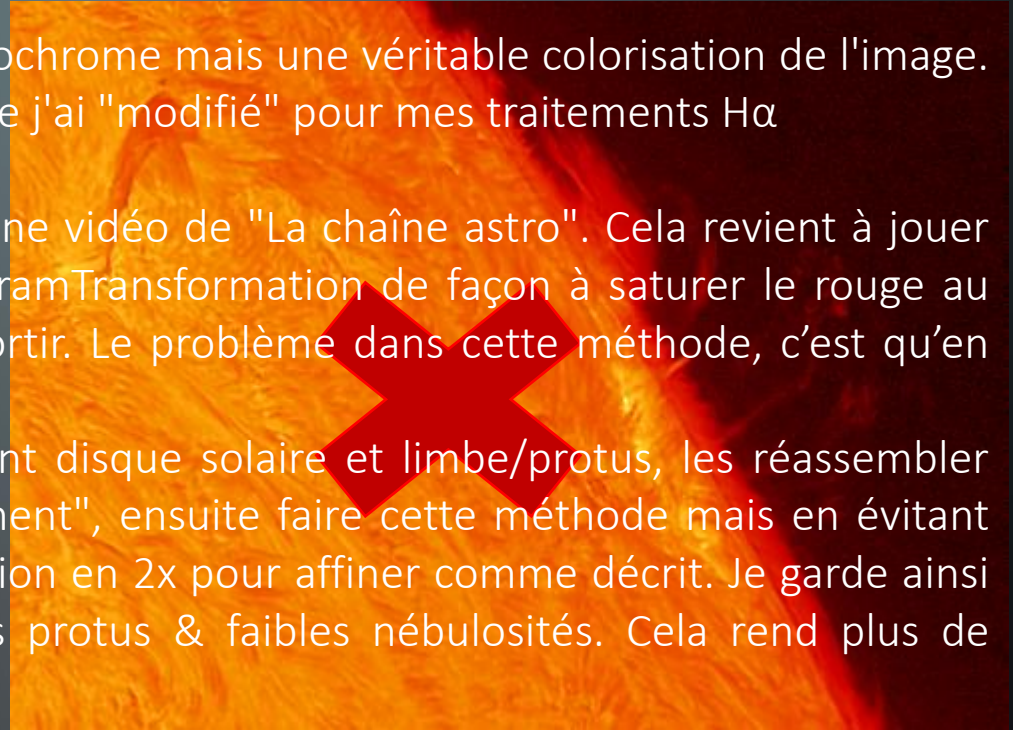 ochrome mais une véritable colorisation de l'image.
e j'ai "modifié" pour mes traitements Hα
ne vidéo de "La chaîne astro". Cela revient à jouer
ramTransformation de façon à saturer le rouge au
ortir. Le problème dans cette méthode, c’est qu’en
nt disque solaire et limbe/protus, les réassembler
nent", ensuite faire cette méthode mais en évitant
ion en 2x pour affiner comme décrit. Je garde ainsi
s protus & faibles nébulosités. Cela rend plus de